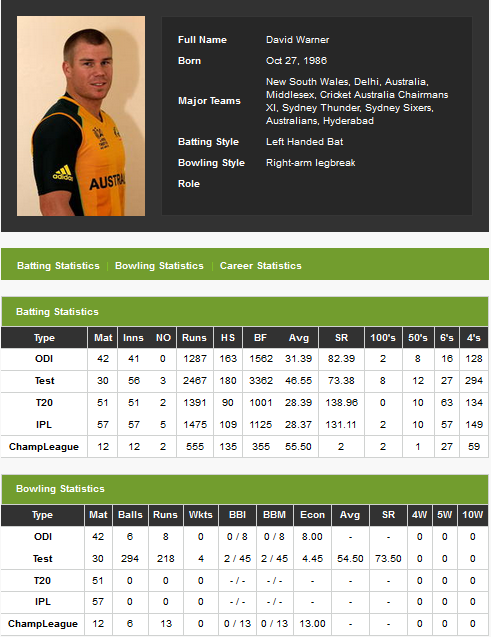 Full Name David Warner
Born Oct 27, 1986
Major Teams New South Wales, Delhi, Australia,
Middlesex, Cricket Australia Chairmans
XI, Sydney Thunder, Sydney Sixers,
Australians, Hyderabad
Batting Style Left Handed Bat
Bowling Style Right-arm legbreak
Role
adidas
AUSTRA
Batting Statistics | Bowling Statistics | Career Statistics
Batting Statistics
Type Mat Inns NO Runs HS BF Avg SR 100's 50's 6's 4's
ODI 42 41 0 1287 163 1562 31.39 82.39 2 8 16 128
Test 30 56 3 2467 180 3362 46.55 73.38 8 12 27 294
T20 51 51 2 1391 90 1001 28.39 138.96 0 10 63 134
IPL 57 57 5 1475 109 1125 28.37 131.11 2 10 57 149
ChampLeague 12 12 2 555 135 355 55.50 2 2 1 27 59
Bowling Statistics
Type Mat Balls Runs Wkts BBI BBM Econ Avg SR 4W 5W 10W
ODI 42 6 8 0 0 / 8 0 / 8 8.00 - - 0 0 0
Test 30 294 218 4 2 / 45 2 / 45 4.45 54.50 73.50 0 0 0
T20 51 0 0 0 - / - - / - - - - 0 0 0
IPL 57 0 0 0 - / - - / - - - - 0 0 0
ChampLeague 12 6 13 0 0 / 13 0 / 13 13.00 - - 0 0 0